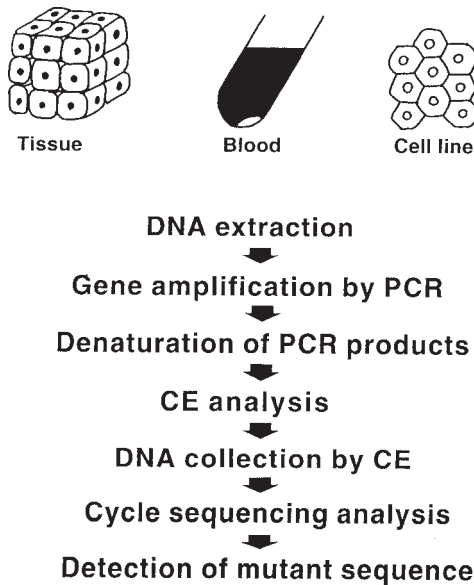 Tissue
Blood
Cell line
DNA extraction
Gene amplification by PCR
Denaturation of PCR products
CE analysis
DNA collection by CE
Cycle sequencing analysis
Detection of mutant sequence